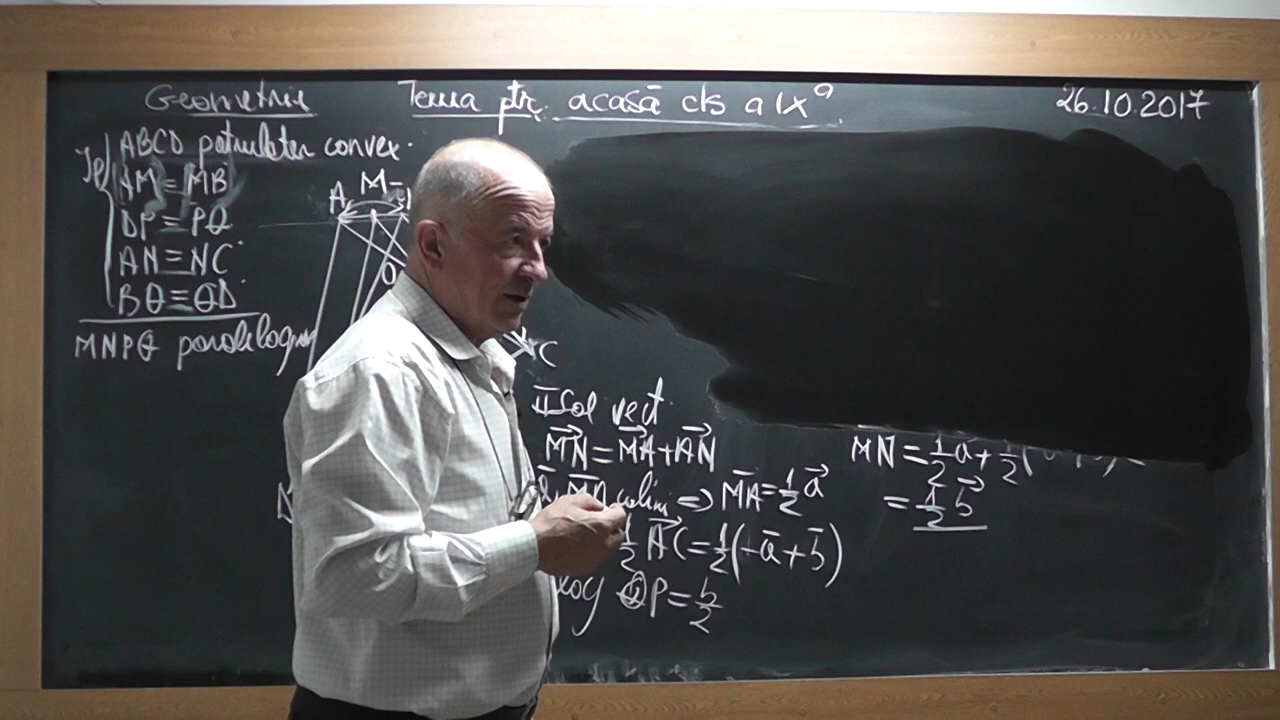 Geometrie
Tema ptr. acasă cls a IX a
26.10.2017
ABCD patrulater convex.
AM = MB
DP = PC
AN = NC
BQ = QD
MNPQ
A M
O
C
II Sol vect
MN = MA + AN
=> MA = 1/2 a
1/2 AC = 1/2(-a + b)
QP = b/2
MN = 1/2 a + 1/2(
= 1/2 b